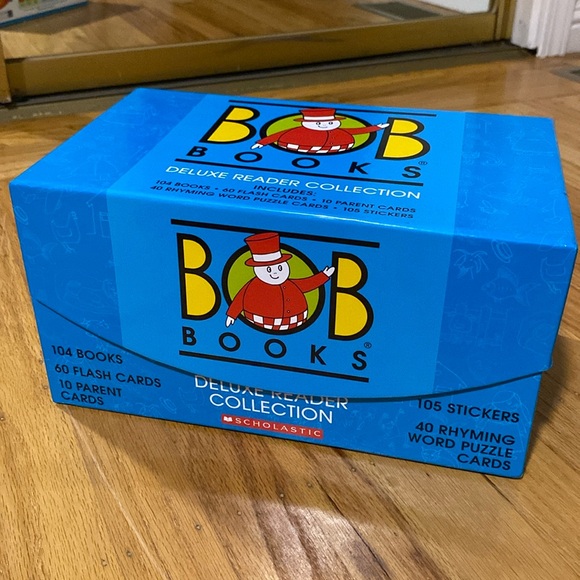 BOB
BOOKS®
DELUXE READER COLLECTION
INCLUDES:
104 BOOKS • 60 FLASH CARDS • 10 PARENT CARDS
40 RHYMING WORD PUZZLE CARDS • 105 STICKERS
BOB
BOOKS®
104 BOOKS
60 FLASH CARDS
10 PARENT
CARDS
DELUXE READER
COLLECTION
SCHOLASTIC
105 STICKERS
40 RHYMING
WORD PUZZLE
CARDS